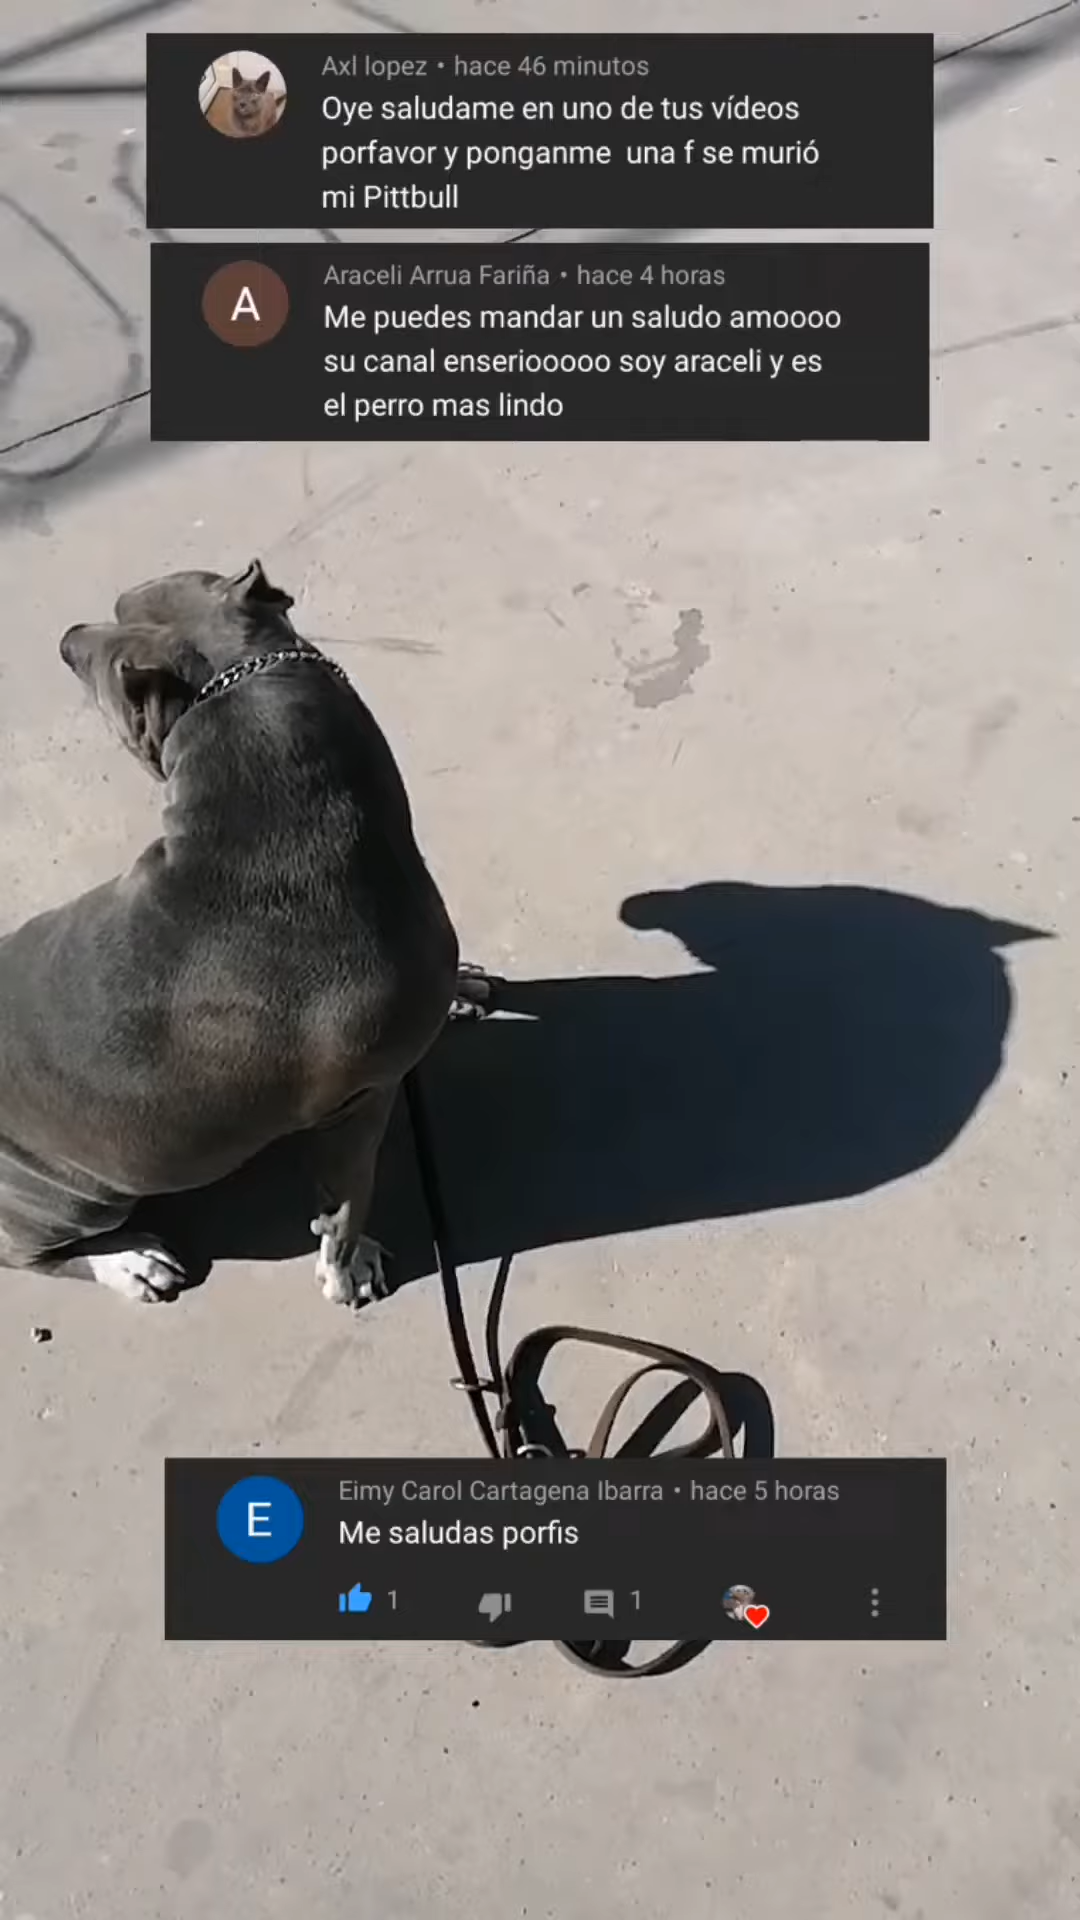 Axl lopez • hace 46 minutos
Oye saludame en uno de tus vídeos
porfavor y ponganme  una f se murió
mi Pittbull
A
Araceli Arrua Fariña • hace 4 horas
Me puedes mandar un saludo amoooo
su canal enseriooooo soy araceli y es
el perro mas lindo
E
Eimy Carol Cartagena Ibarra • hace 5 horas
Me saludas porfis
1 1